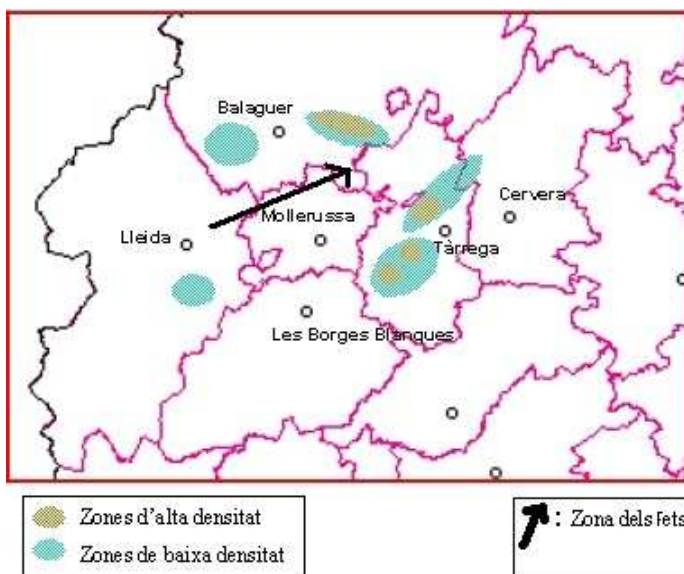 Balaguer
Cervera
Mollerussa
Lleida
Tàrrega
Les Borges Blanques
Zones d'alta densitat
Zones de baixa densitat
: Zona dels fets